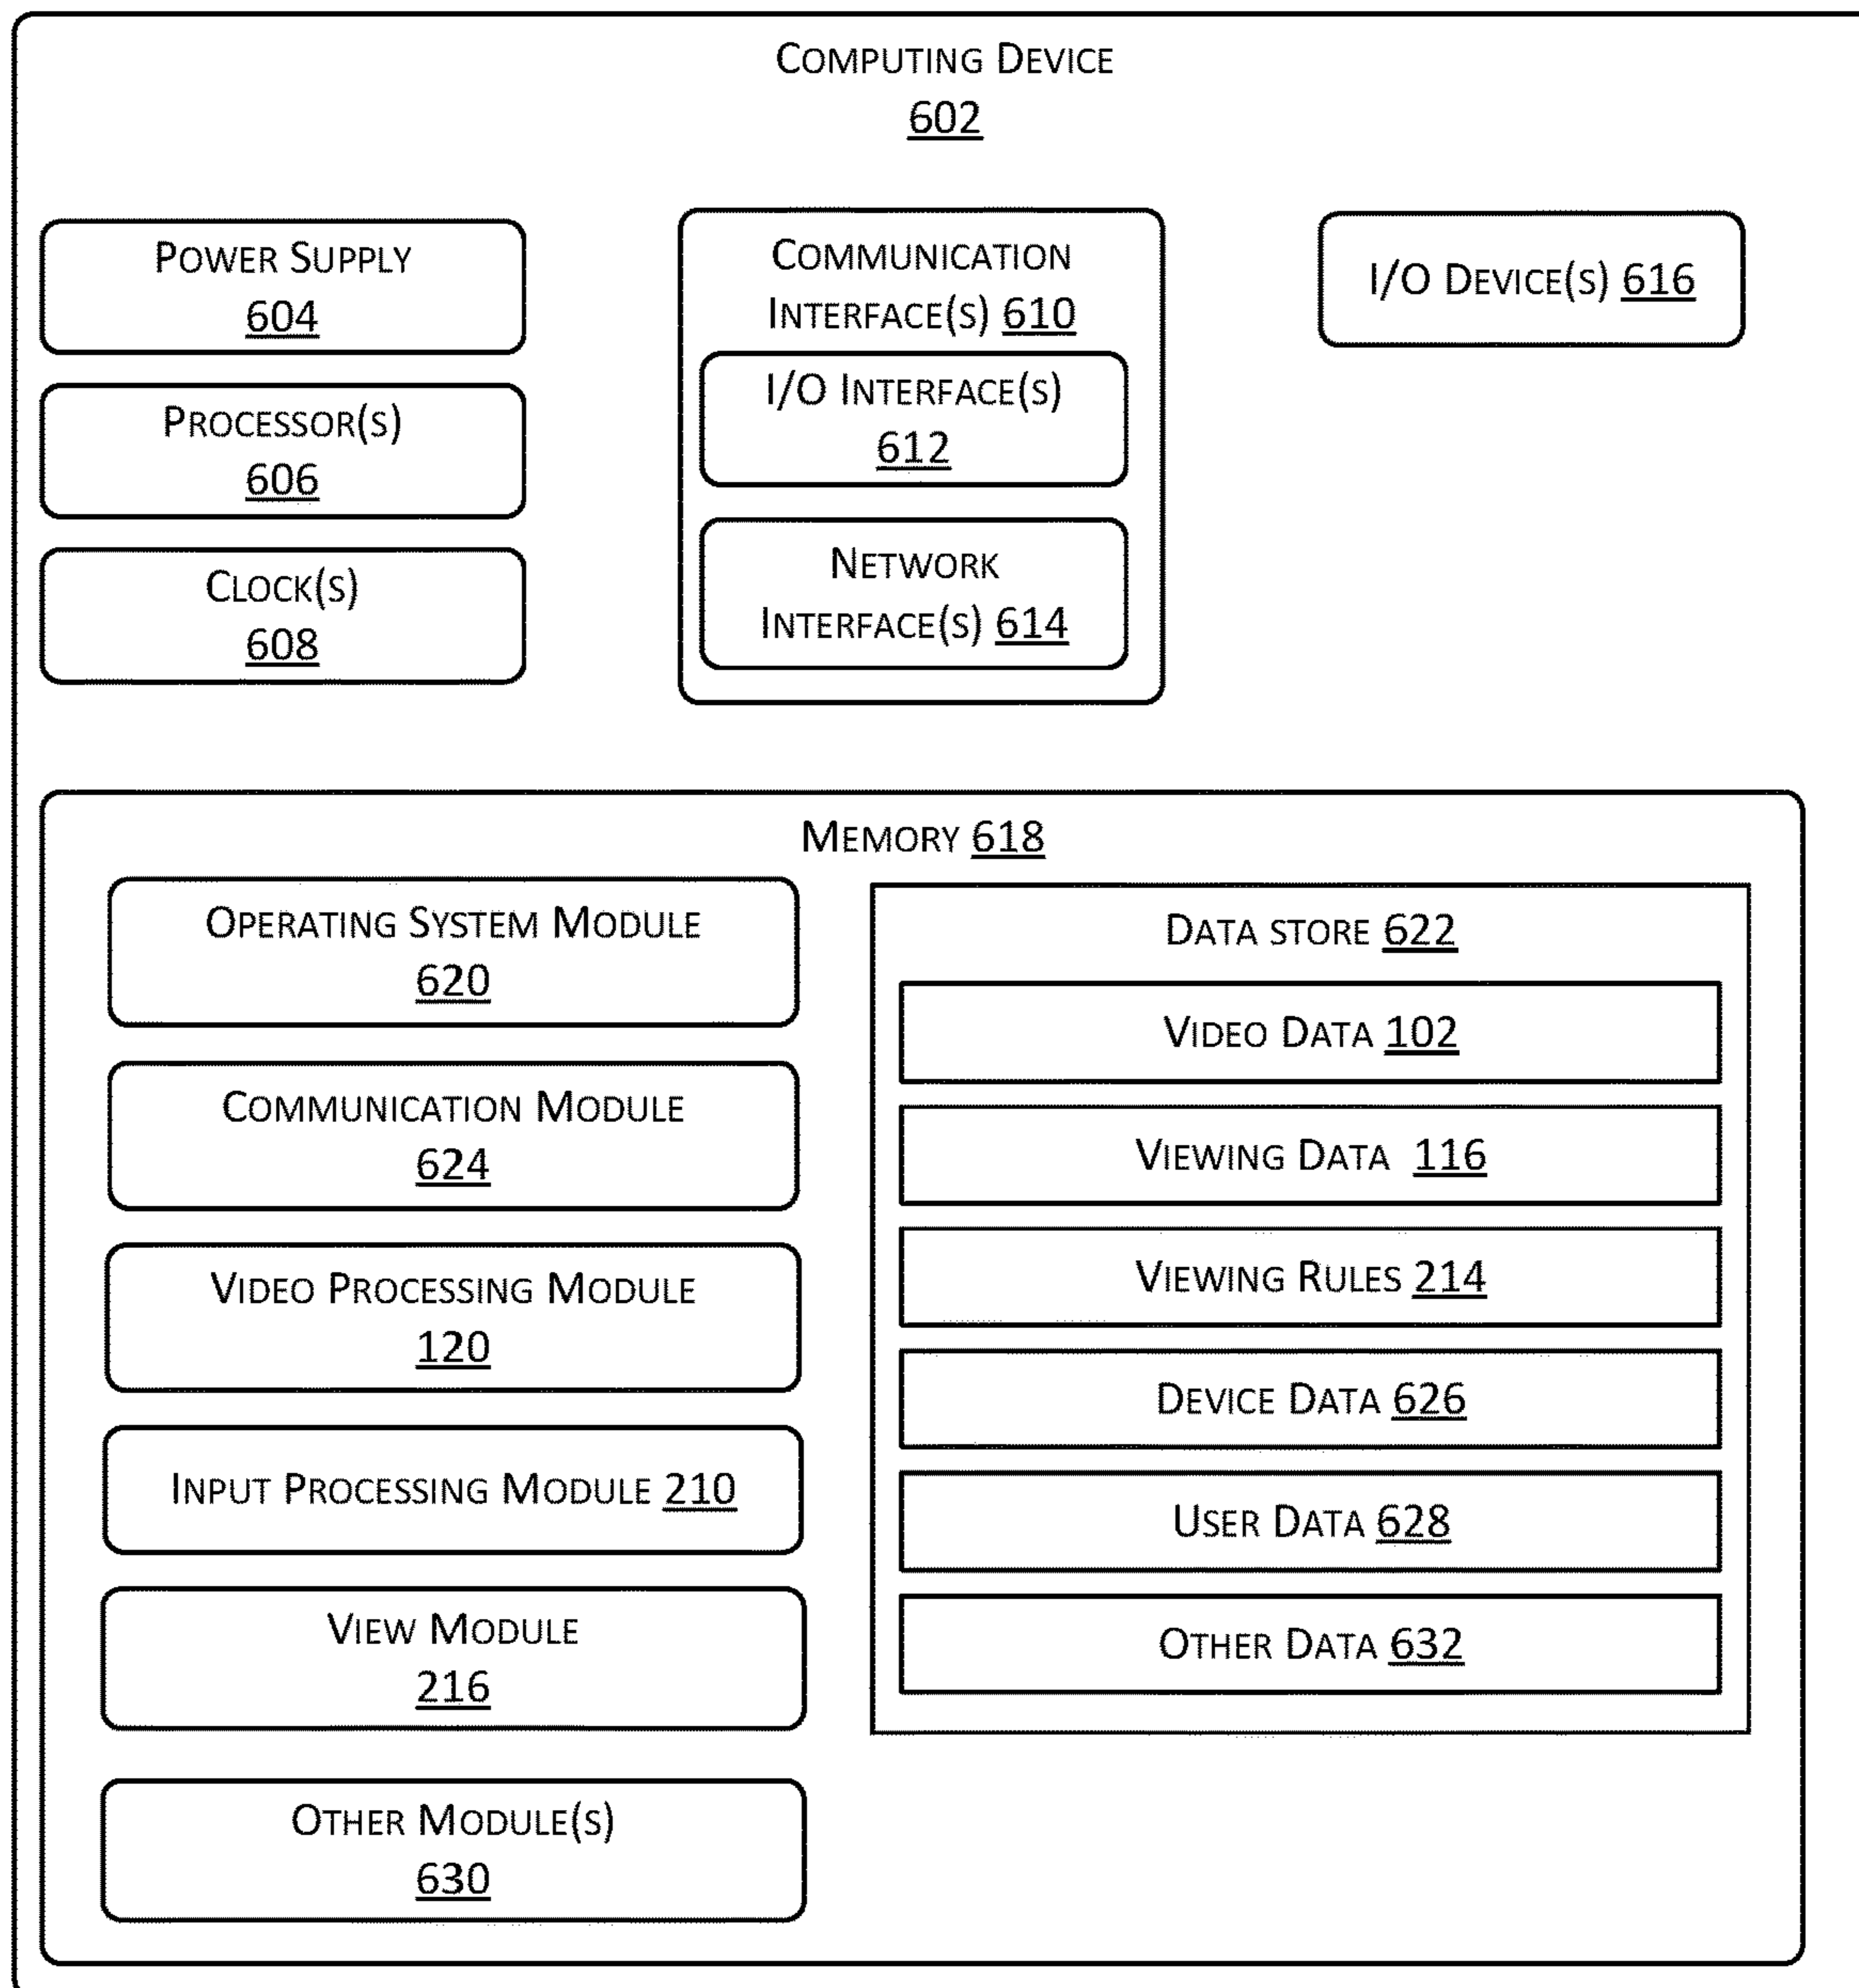 Computing Device
602
Power Supply
604
Processor(s)
606
Clock(s)
608
Communication
Interface(s) 610
I/O Interface(s)
612
Network
Interface(s) 614
I/O Device(s) 616
Memory 618
Operating System Module
620
Communication Module
624
Video Processing Module
120
Input Processing Module 210
View Module
216
Other Module(s)
630
Data store 622
Video Data 102
Viewing Data 116
Viewing Rules 214
Device Data 626
User Data 628
Other Data 632